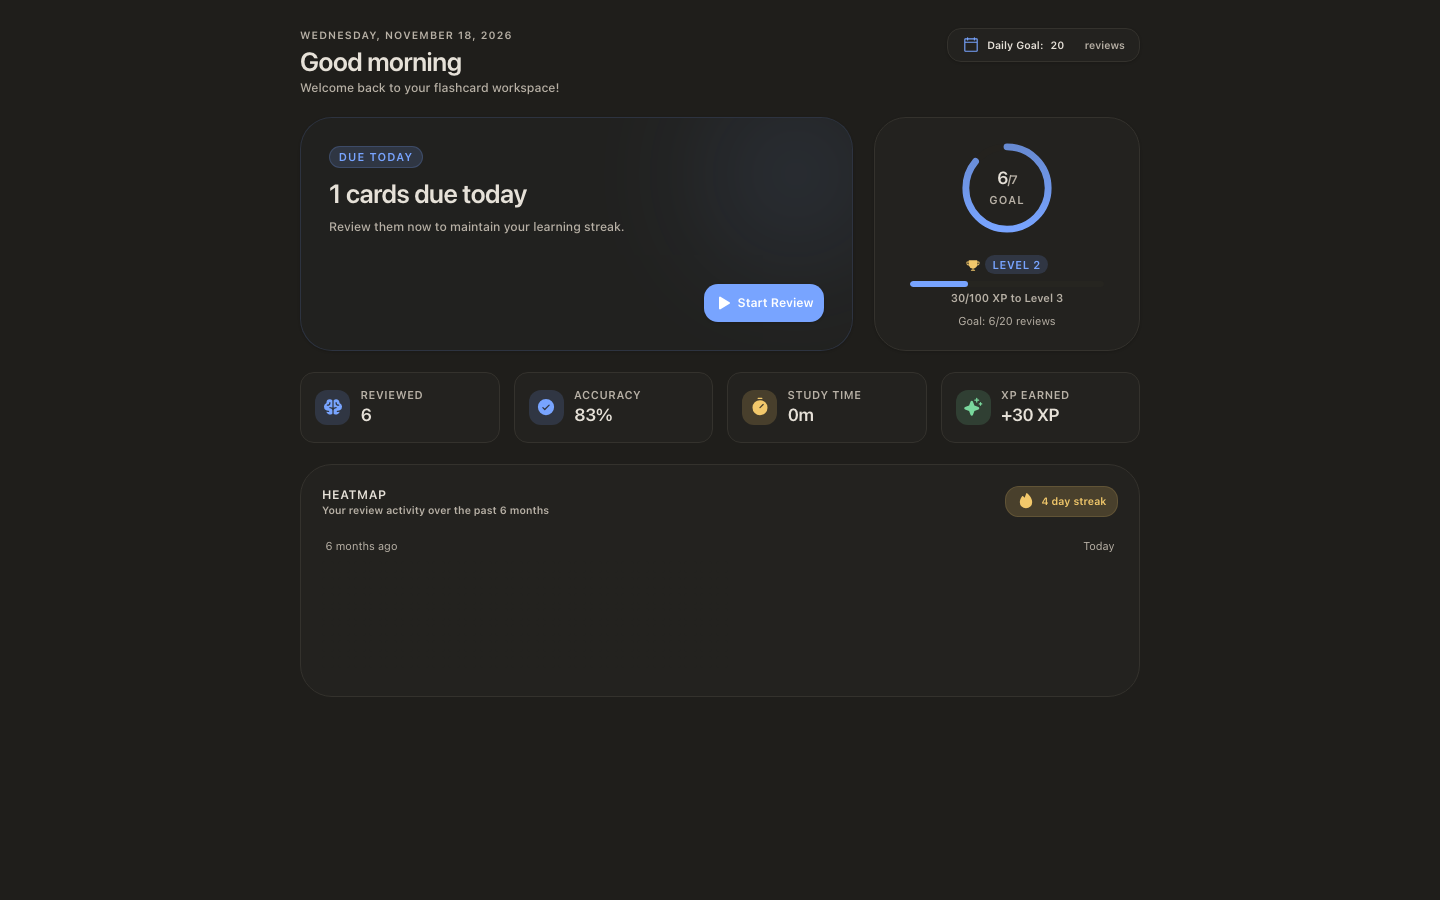 WEDNESDAY, NOVEMBER 18, 2026
Good morning
Welcome back to your flashcard workspace!
Daily Goal: 20 reviews
DUE TODAY
1 cards due today
Review them now to maintain your learning streak.
Start Review
6/7
GOAL
LEVEL 2
30/100 XP to Level 3
Goal: 6/20 reviews
REVIEWED
6
ACCURACY
83%
STUDY TIME
0m
XP EARNED
+30 XP
HEATMAP
Your review activity over the past 6 months
4 day streak
6 months ago
Today